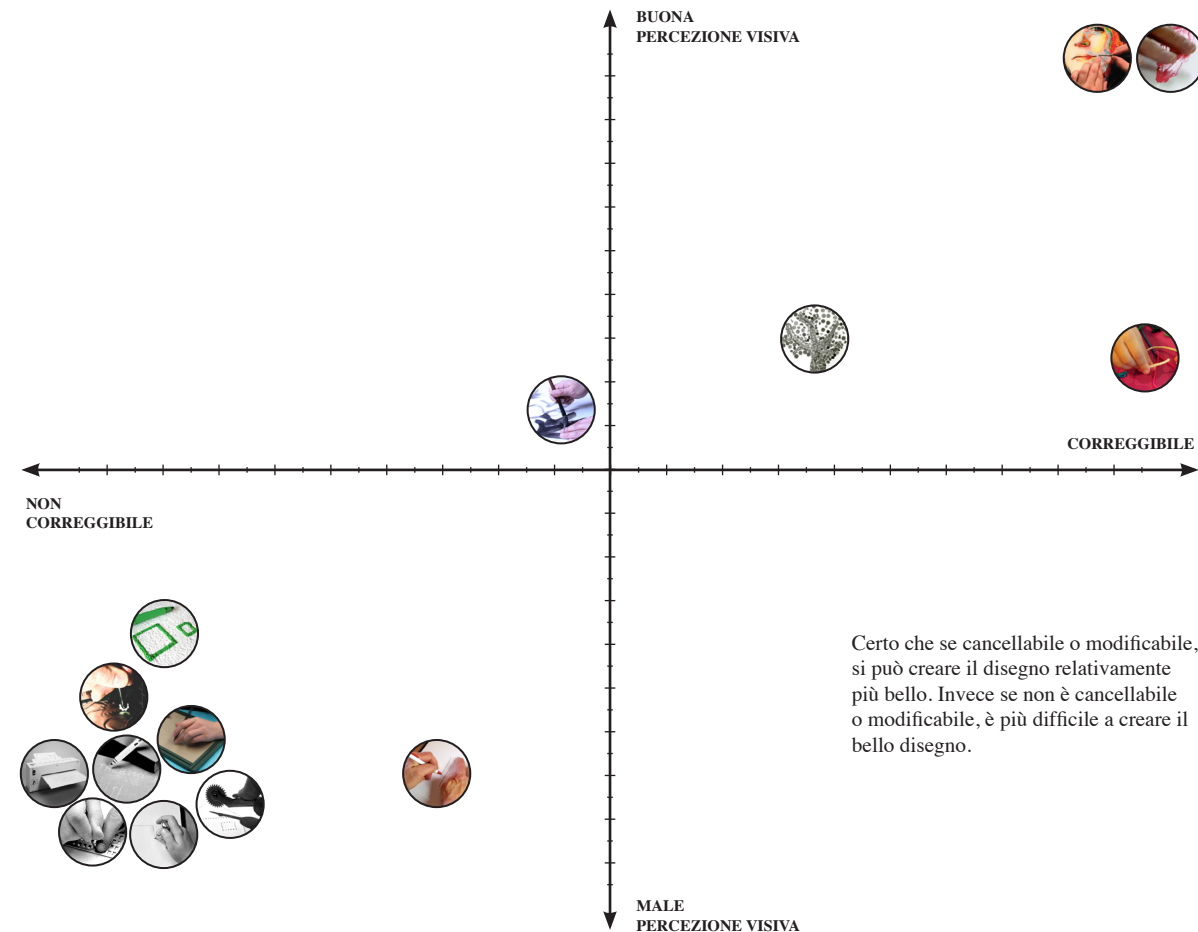 BUONA
PERCEZIONE VISIVA
CORREGGIBILE
NON
CORREGGIBILE
Certo che se cancellabile o modificabile,
si può creare il disegno relativamente
più bello. Invece se non è cancellabile
o modificabile, è più difficile a creare il
bello disegno.
MALE
PERCEZIONE VISIVA